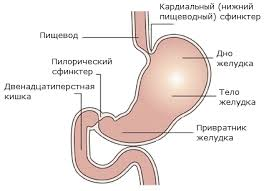 Кардиальный (нижний
пищеводный) сфинктер
Пищевод
Пилорический
сфинктер
Двенадцатиперстная
кишка
Дно
желудка
Тело
желудка
Привратник
желудка